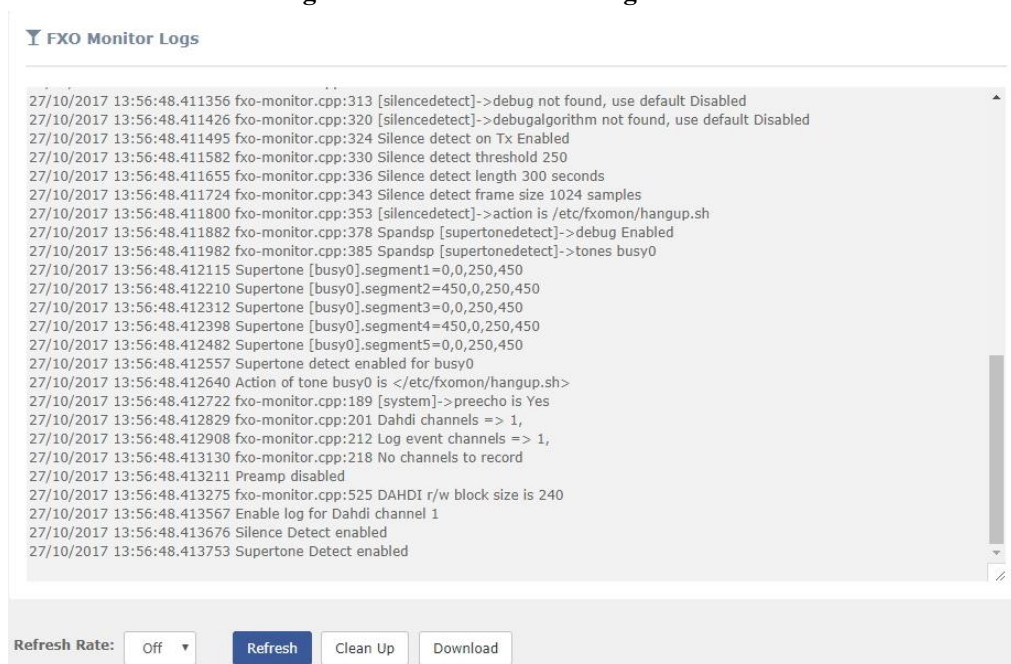 FXO Monitor Logs
27/10/2017 13:56:48.411356 fxo-monitor.cpp:313 [silencedetect]->debug not found, use default Disabled
27/10/2017 13:56:48.411426 fxo-monitor.cpp:320 [silencedetect]->debugalgorithm not found, use default Disabled
27/10/2017 13:56:48.411495 fxo-monitor.cpp:324 Silence detect on Tx Enabled
27/10/2017 13:56:48.411582 fxo-monitor.cpp:330 Silence detect threshold 250
27/10/2017 13:56:48.411655 fxo-monitor.cpp:336 Silence detect length 300 seconds
27/10/2017 13:56:48.411724 fxo-monitor.cpp:343 Silence detect frame size 1024 samples
27/10/2017 13:56:48.411800 fxo-monitor.cpp:353 [silencedetect]->action is /etc/fxomon/hangup.sh
27/10/2017 13:56:48.411882 fxo-monitor.cpp:378 Spandsp [supertonedetect]->debug Enabled
27/10/2017 13:56:48.411982 fxo-monitor.cpp:385 Spandsp [supertonedetect]->tones busy0
27/10/2017 13:56:48.412115 Supertone [busy0].segment1=0,0,250,450
27/10/2017 13:56:48.412210 Supertone [busy0].segment2=450,0,250,450
27/10/2017 13:56:48.412312 Supertone [busy0].segment3=0,0,250,450
27/10/2017 13:56:48.412398 Supertone [busy0].segment4=450,0,250,450
27/10/2017 13:56:48.412482 Supertone [busy0].segment5=0,0,250,450
27/10/2017 13:56:48.412557 Supertone detect enabled for busy0
27/10/2017 13:56:48.412640 Action of tone busy0 is </etc/fxomon/hangup.sh>
27/10/2017 13:56:48.412722 fxo-monitor.cpp:189 [system]->preecho is Yes
27/10/2017 13:56:48.412829 fxo-monitor.cpp:201 Dahdi channels => 1,
27/10/2017 13:56:48.412908 fxo-monitor.cpp:212 Log event channels => 1,
27/10/2017 13:56:48.413130 fxo-monitor.cpp:218 No channels to record
27/10/2017 13:56:48.413211 Preamp disabled
27/10/2017 13:56:48.413275 fxo-monitor.cpp:525 DAHDI r/w block size is 240
27/10/2017 13:56:48.413567 Enable log for Dahdi channel 1
27/10/2017 13:56:48.413676 Silence Detect enabled
27/10/2017 13:56:48.413753 Supertone Detect enabled
Refresh Rate: Off Refresh Clean Up Download